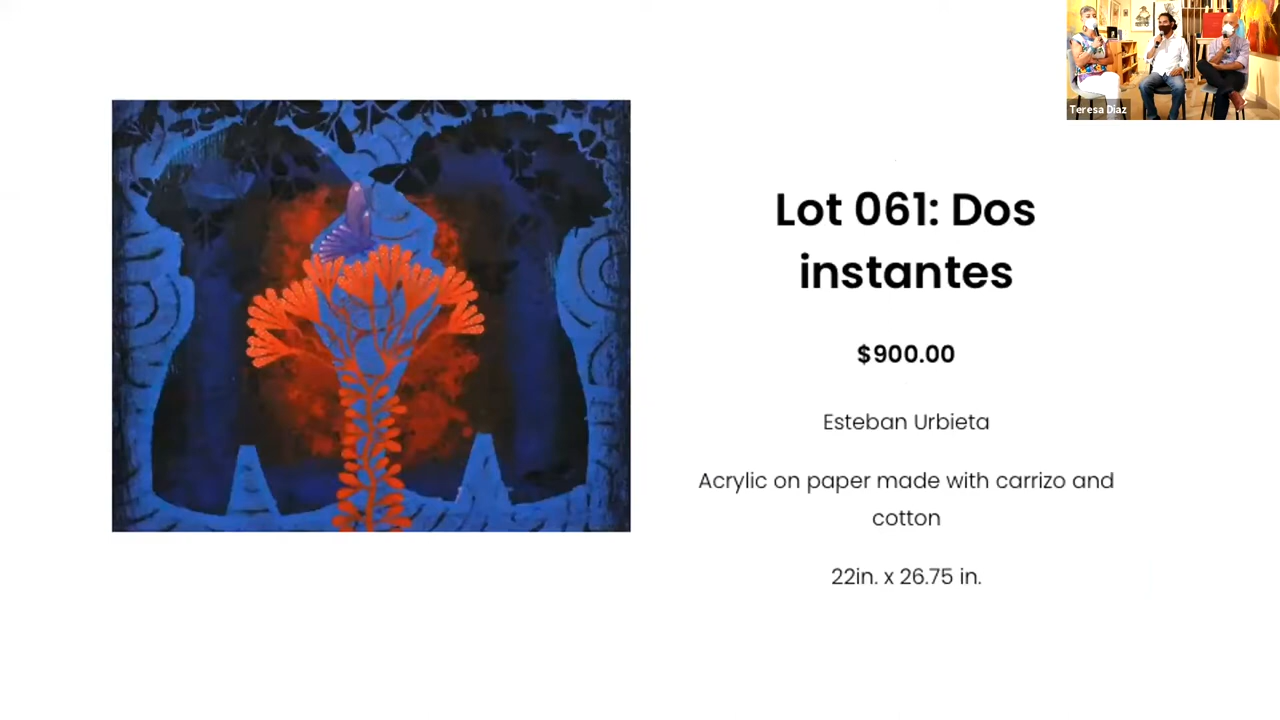 Teresa Diaz
Lot 061: Dos
instantes
$900.00
Esteban Urbieta
Acrylic on paper made with carrizo and
cotton
22in. x 26.75 in.